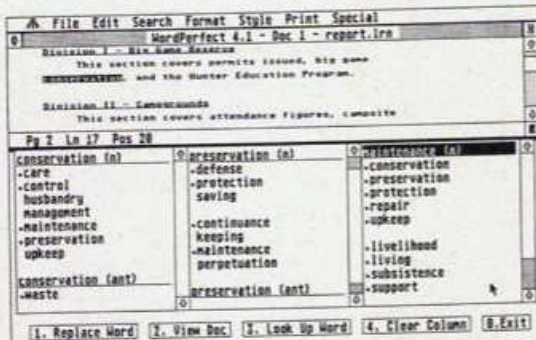 File Edit Search Format Style Print Special
WordPerfect 4.1 - Doc 1 - report.lrn
Division I - Big Game Reserve
This section covers permits issued, big game
conservation, and the Hunter Education Program.
Division II - Campgrounds
This section covers attendance figures, campsite
Pg 2 Ln 17 Pos 20
conservation (n)
.care
.control
husbandry
management
.maintenance
.preservation
upkeep
conservation (ant)
.waste
preservation (n)
.defense
.protection
saving
.continuance
keeping
.maintenance
perpetuation
preservation (ant)
maintenance (n)
.conservation
.preservation
.protection
.repair
.upkeep
.livelihood
.living
.subsistence
.support
1. Replace Word 2. View Doc 3. Look Up Word 4. Clear Column 0.Exit